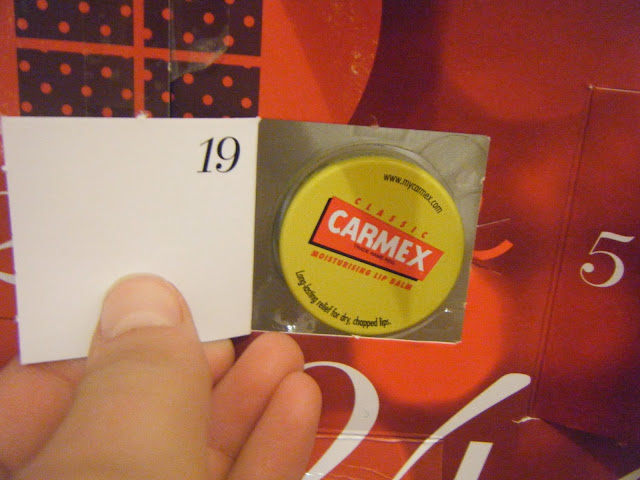 19
www.mycarmex.com
CLASSIC
CARMEX
MOISTURISING LIP BALM
Long-lasting relief for dry, chapped lips.
5
24